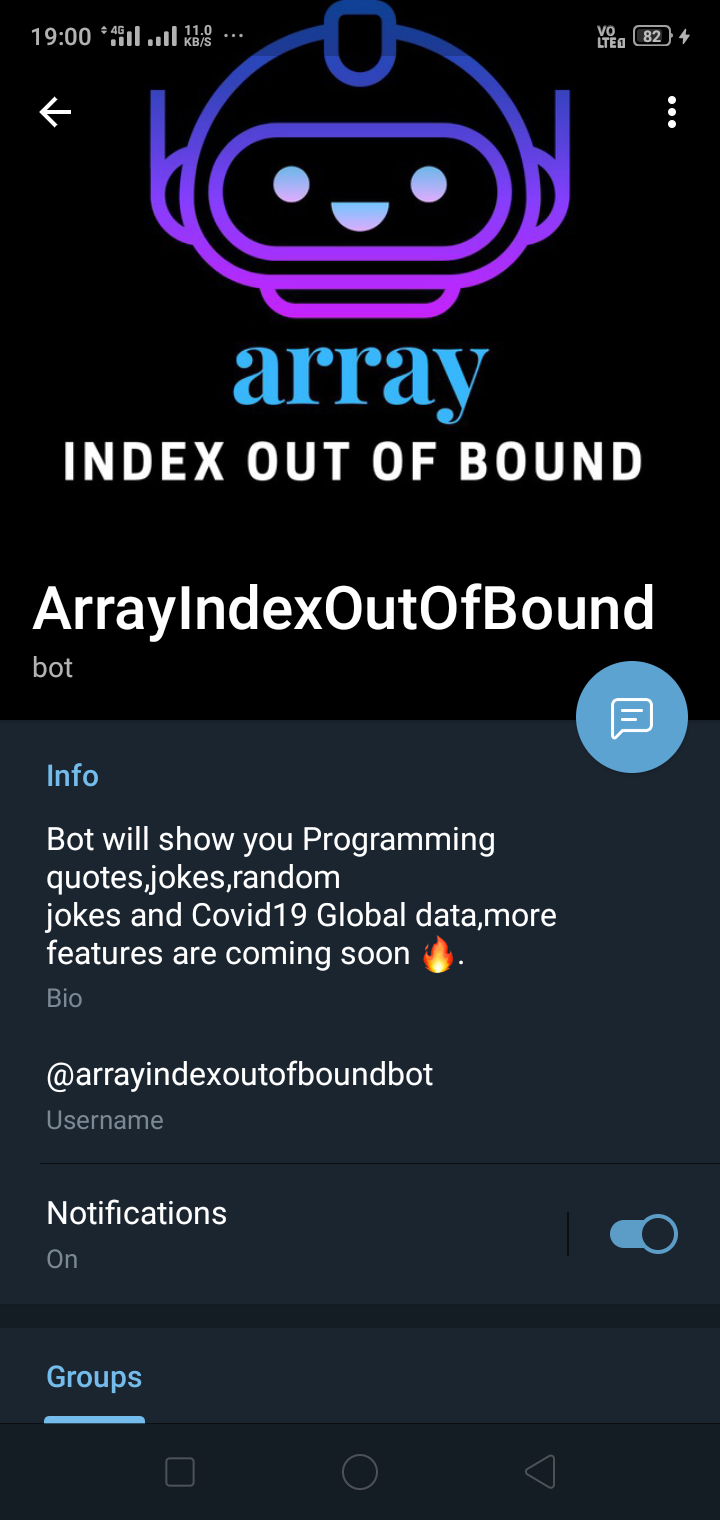 19:00 4G 11.0 KB/S ... VO LTE 82
array
INDEX OUT OF BOUND
ArrayIndexOutOfBound
bot
Info
Bot will show you Programming
quotes,jokes,random
jokes and Covid19 Global data,more
features are coming soon 🔥.
Bio
@arrayindexoutofboundbot
Username
Notifications
On
Groups